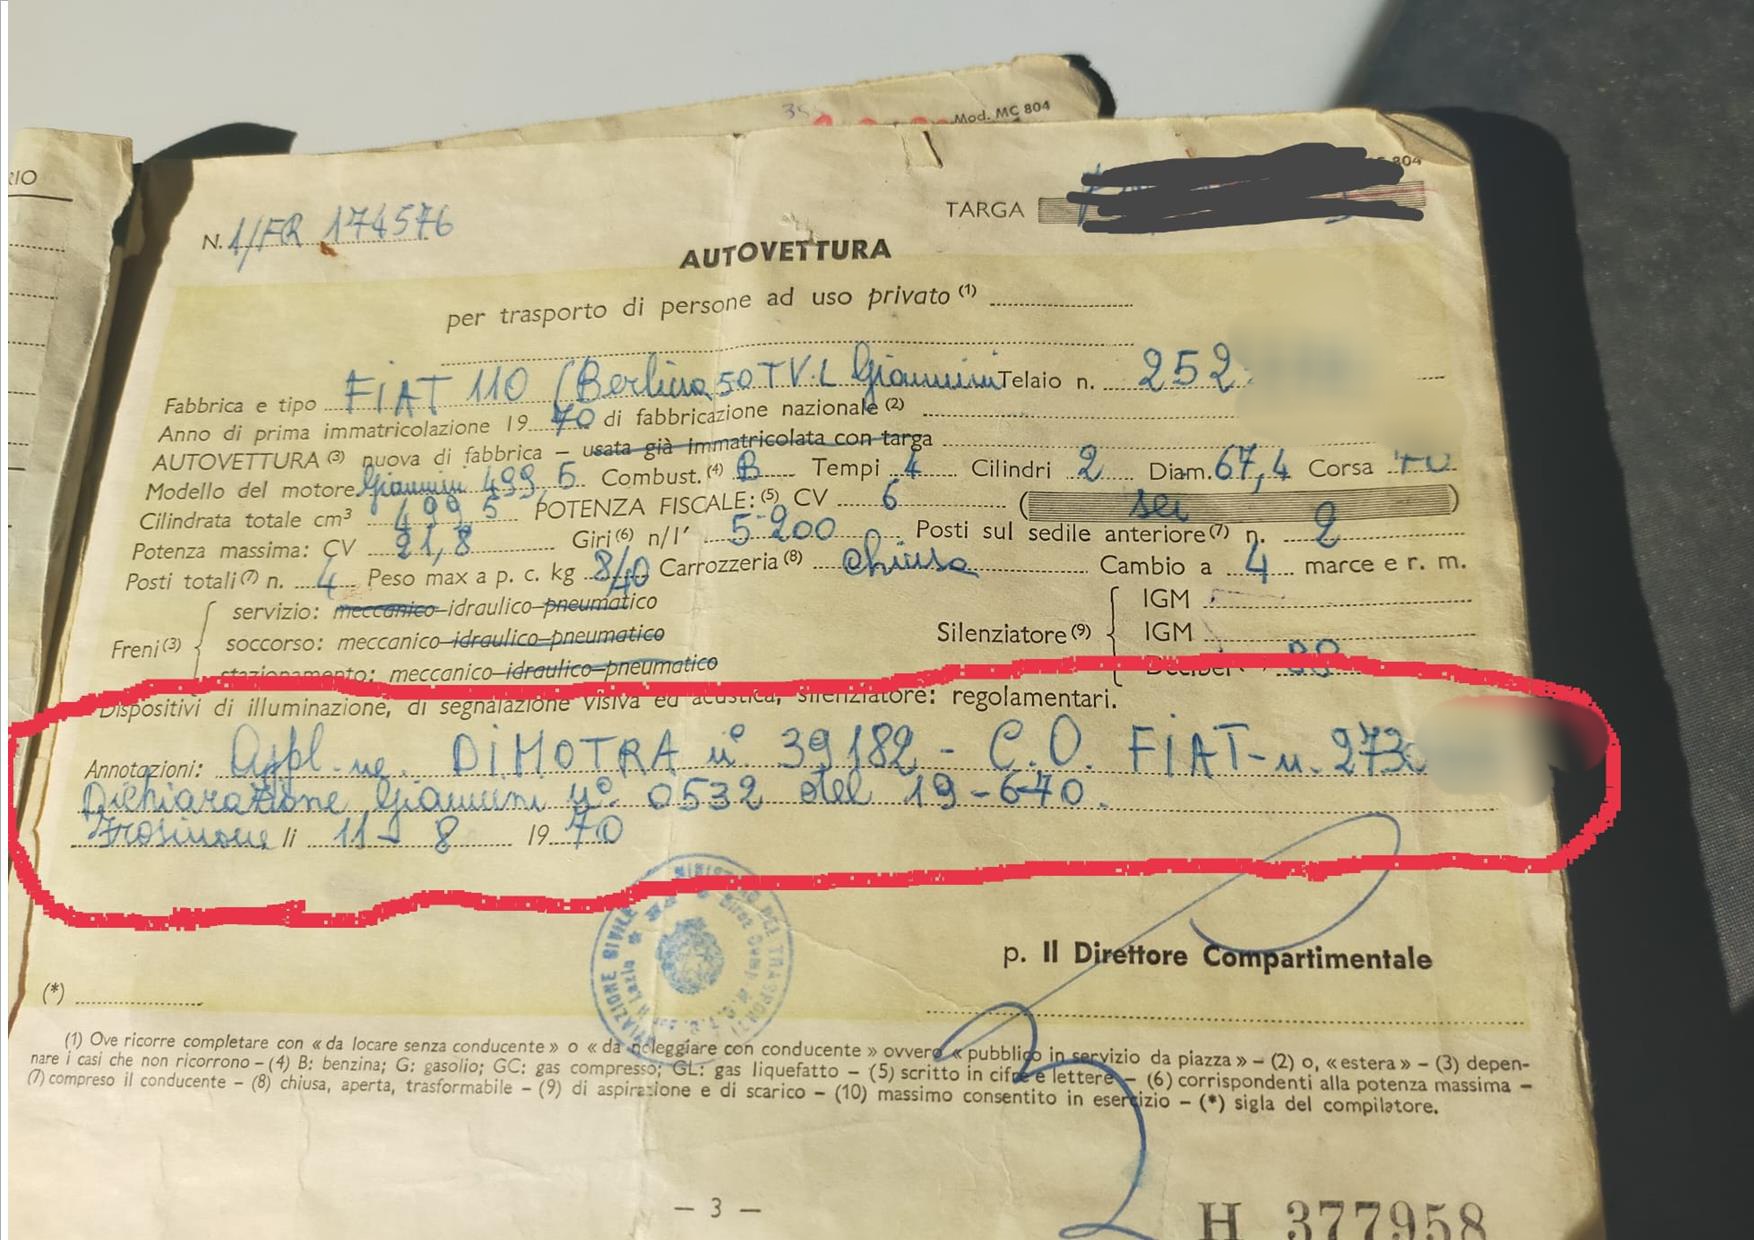 IO
Mod. MC 804
804
TARGA
N. 1/FR 174576
AUTOVETTURA
per trasporto di persone ad uso privato (1)
Fabbrica e tipo FIAT 110 (Berlina 50 TV.L Giannini Telaio n. 252
Anno di prima immatricolazione 1970 di fabbricazione nazionale (2)
AUTOVETTURA (3) nuova di fabbrica – usata già immatricolata con targa
Modello del motore Giannini 499,5 Combust. (4) B Tempi 4 Cilindri 2 Diam. 67,4 Corsa 70
Cilindrata totale cm³ 499,5 POTENZA FISCALE: (5) CV 6 (sei)
Potenza massima: CV 21,8 Giri (6) n/1' 5200 Posti sul sedile anteriore (7) n. 2
Posti totali (7) n. 4 Peso max a p. c. kg 840 Carrozzeria (8) chiusa Cambio a 4 marce e r. m.
Freni (3) servizio: meccanico-idraulico-pneumatico
soccorso: meccanico-idraulico-pneumatico
stazionamento: meccanico-idraulico-pneumatico
Silenziatore (9) IGM
IGM
Decibel
Dispositivi di illuminazione, di segnalazione visiva ed acustica, silenziatore: regolamentari.
Annotazioni: Appl.ne DIMOTRA n° 39182 - C.O. FIAT - n. 273
Dichiarazione Giannini n° 0532 del 19-6-70.
Frosinone li 11-8 1970
p. Il Direttore Compartimentale
(*)
(1) Ove ricorre completare con « da locare senza conducente » o « da noleggiare con conducente » ovvero « pubblico in servizio da piazza » – (2) o, «estera» – (3) depen-
nare i casi che non ricorrono – (4) B: benzina; G: gasolio; GC: gas compresso; GL: gas liquefatto – (5) scritto in cifre e lettere – (6) corrispondenti alla potenza massima –
(7) compreso il conducente – (8) chiusa, aperta, trasformabile – (9) di aspirazione e di scarico – (10) massimo consentito in esercizio – (*) sigla del compilatore.
– 3 –
H 377958